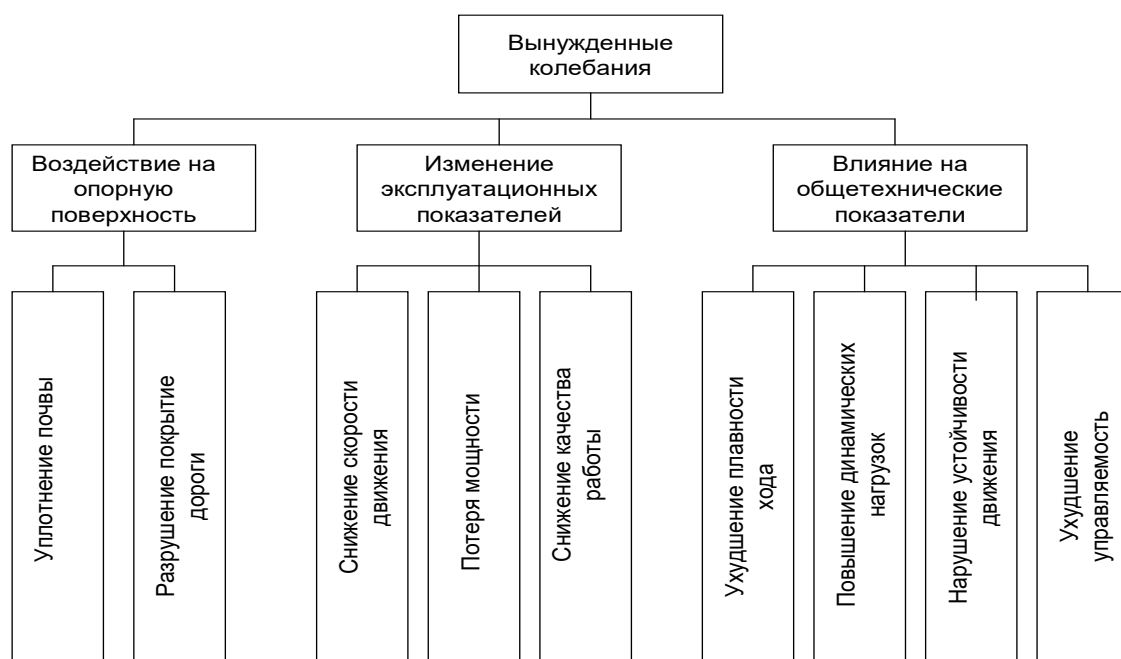 Вынужденные
колебания
Воздействие на
опорную
поверхность
Изменение
эксплуатационных
показателей
Влияние на
общетехнические
показатели
Уплотнение почвы
Разрушение покрытие
дороги
Снижение скорости
движения
Потеря мощности
Снижение качества
работы
Ухудшение плавности
хода
Повышение динамических
нагрузок
Нарушение устойчивости
движения
Ухудшение
управляемость